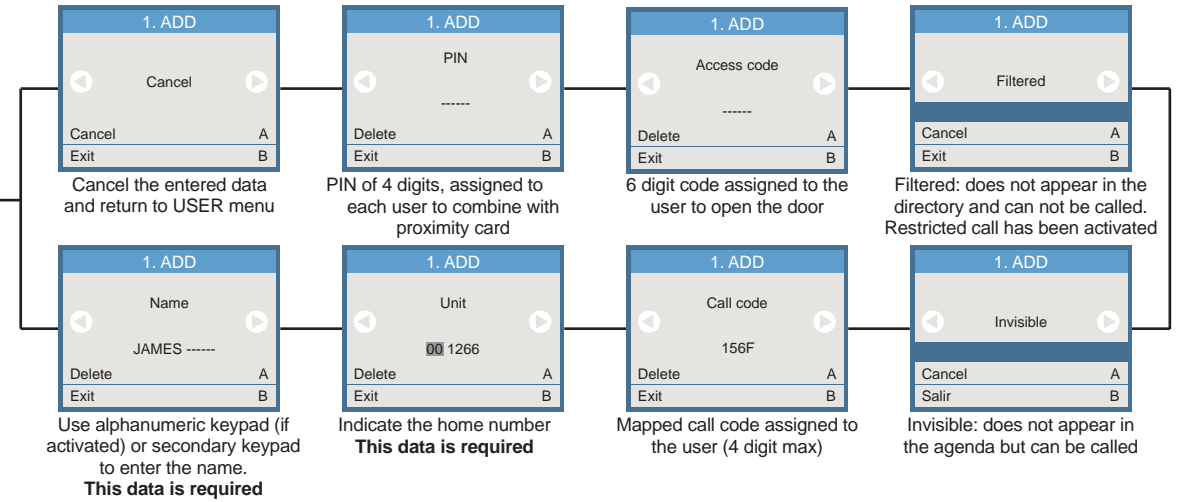 1. ADD
Cancel
Cancel A
Exit B
Cancel the entered data
and return to USER menu
1. ADD
PIN
------
Delete A
Exit B
PIN of 4 digits, assigned to
each user to combine with
proximity card
1. ADD
Access code
------
Delete A
Exit B
6 digit code assigned to the
user to open the door
1. ADD
Filtered
Cancel A
Exit B
Filtered: does not appear in the
directory and can not be called.
Restricted call has been activated
1. ADD
Name
JAMES ------
Delete A
Exit B
Use alphanumeric keypad (if
activated) or secondary keypad
to enter the name.
This data is required
1. ADD
Unit
00 1266
Delete A
Exit B
Indicate the home number
This data is required
1. ADD
Call code
156F
Delete A
Exit B
Mapped call code assigned to
the user (4 digit max)
1. ADD
Invisible
Cancel A
Salir B
Invisible: does not appear in
the agenda but can be called